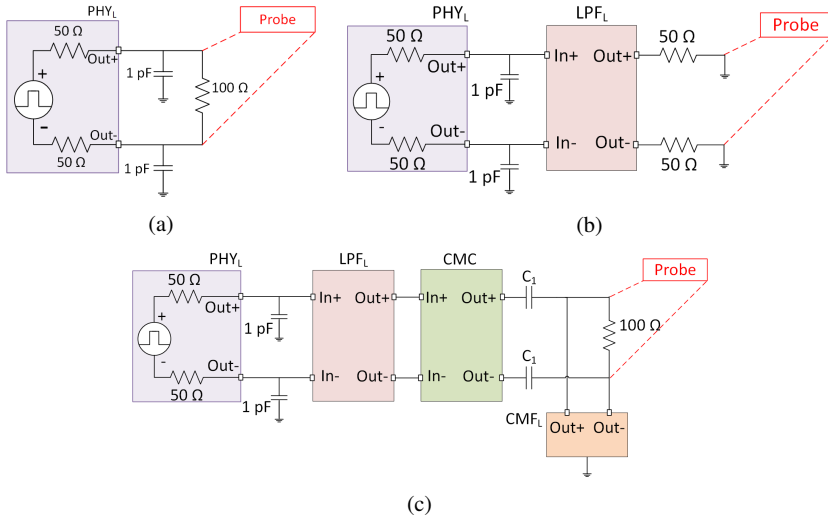 PHYL
50 Ω
Out+
+
1 pF
100 Ω
-
Out-
50 Ω
1 pF
Probe
(a)
PHYL
50 Ω
Out+
+
1 pF
-
Out-
50 Ω
1 pF
LPFL
In+
Out+
In-
Out-
50 Ω
50 Ω
Probe
(b)
PHYL
50 Ω
Out+
+
1 pF
-
Out-
50 Ω
1 pF
LPFL
In+
Out+
In-
Out-
CMC
In+
Out+
In-
Out-
C1
C1
Probe
100 Ω
CMFL
Out+
Out-
(c)